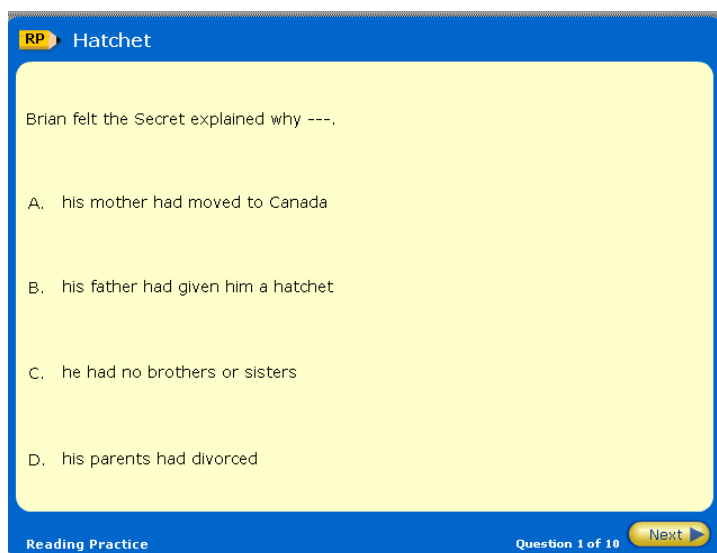 RP Hatchet
Brian felt the Secret explained why ---.
A. his mother had moved to Canada
B. his father had given him a hatchet
C. he had no brothers or sisters
D. his parents had divorced
Reading Practice Question 1 of 10 Next